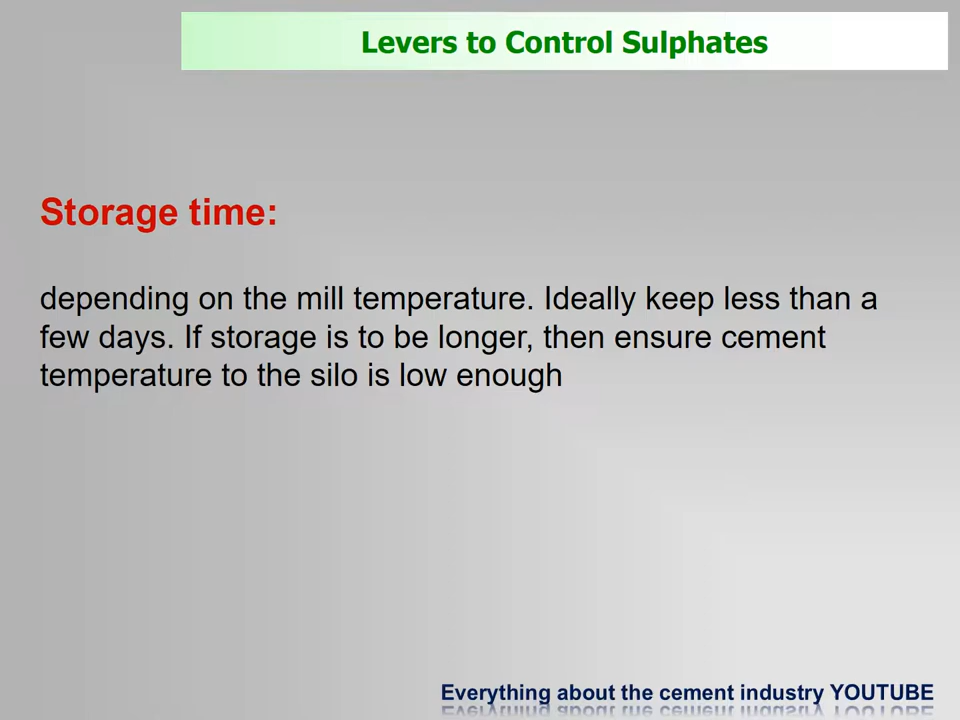 Levers to Control Sulphates
Storage time:
depending on the mill temperature. Ideally keep less than a
few days. If storage is to be longer, then ensure cement
temperature to the silo is low enough
Everything about the cement industry YOUTUBE